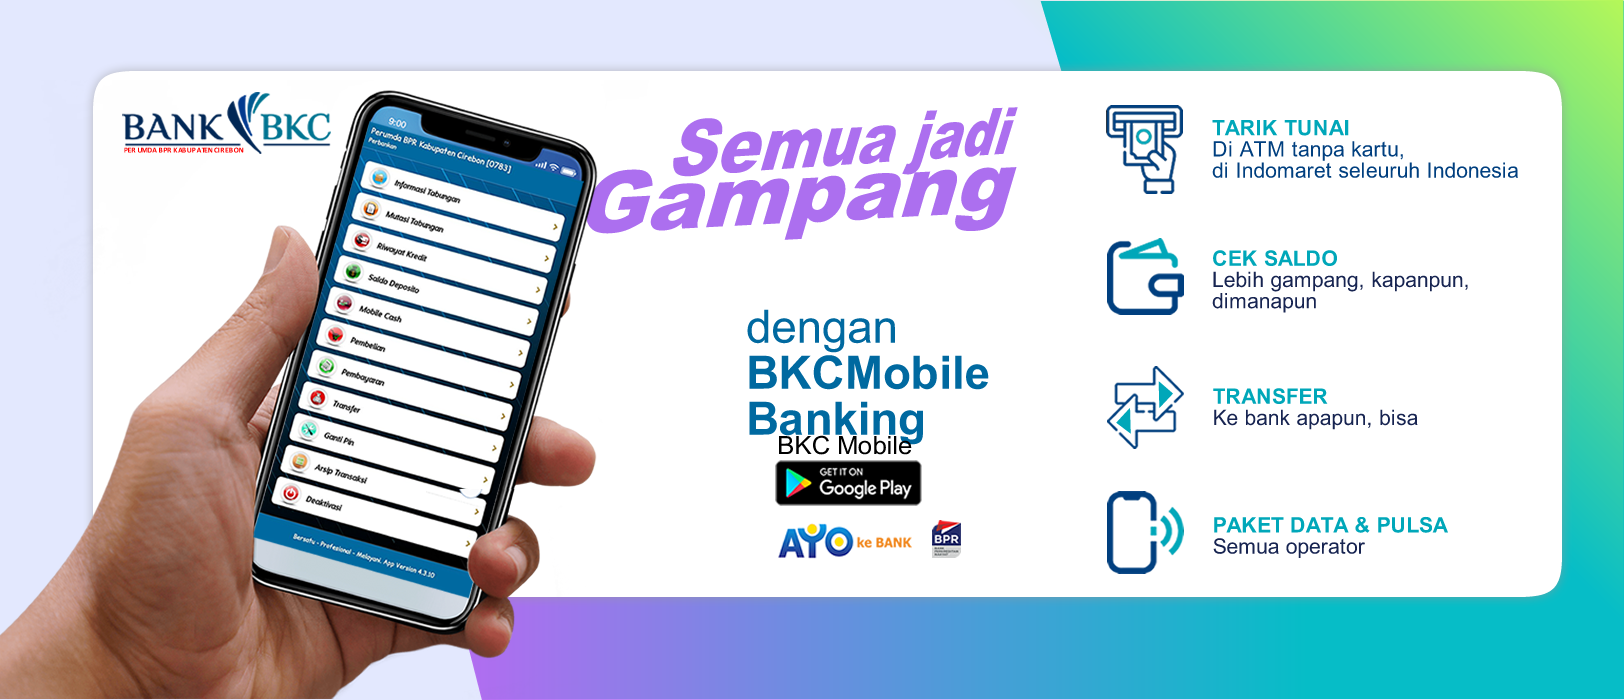 BANK BKC
PERUMDA BPR KABUPATEN CIREBON
9:00
Perumda BPR Kabupaten Cirebon [0783]
Perbankan
Informasi Tabungan
Mutasi Tabungan
Riwayat Kredit
Saldo Deposito
Mobile Cash
Pembelian
Pembayaran
Transfer
Ganti Pin
Arsip Transaksi
Deaktivasi
Bersatu - Profesional - Melayani. App Version 4.3.10
Semua jadi
Gampang
dengan
BKCMobile
Banking
BKC Mobile
GET IT ON
Google Play
AYO ke BANK
BPR
TARIK TUNAI
Di ATM tanpa kartu,
di Indomaret seleuruh Indonesia
CEK SALDO
Lebih gampang, kapanpun,
dimanapun
TRANSFER
Ke bank apapun, bisa
PAKET DATA & PULSA
Semua operator